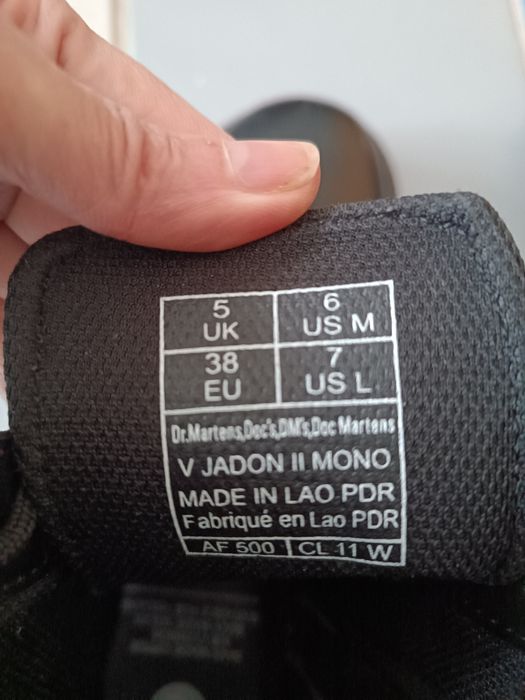 5
UK
6
US M
38
EU
7
US L
Dr.Martens,Doc's,DM's,Doc Martens
V JADON II MONO
MADE IN LAO PDR
Fabriqué en Lao PDR
AF 500 CL 11 W